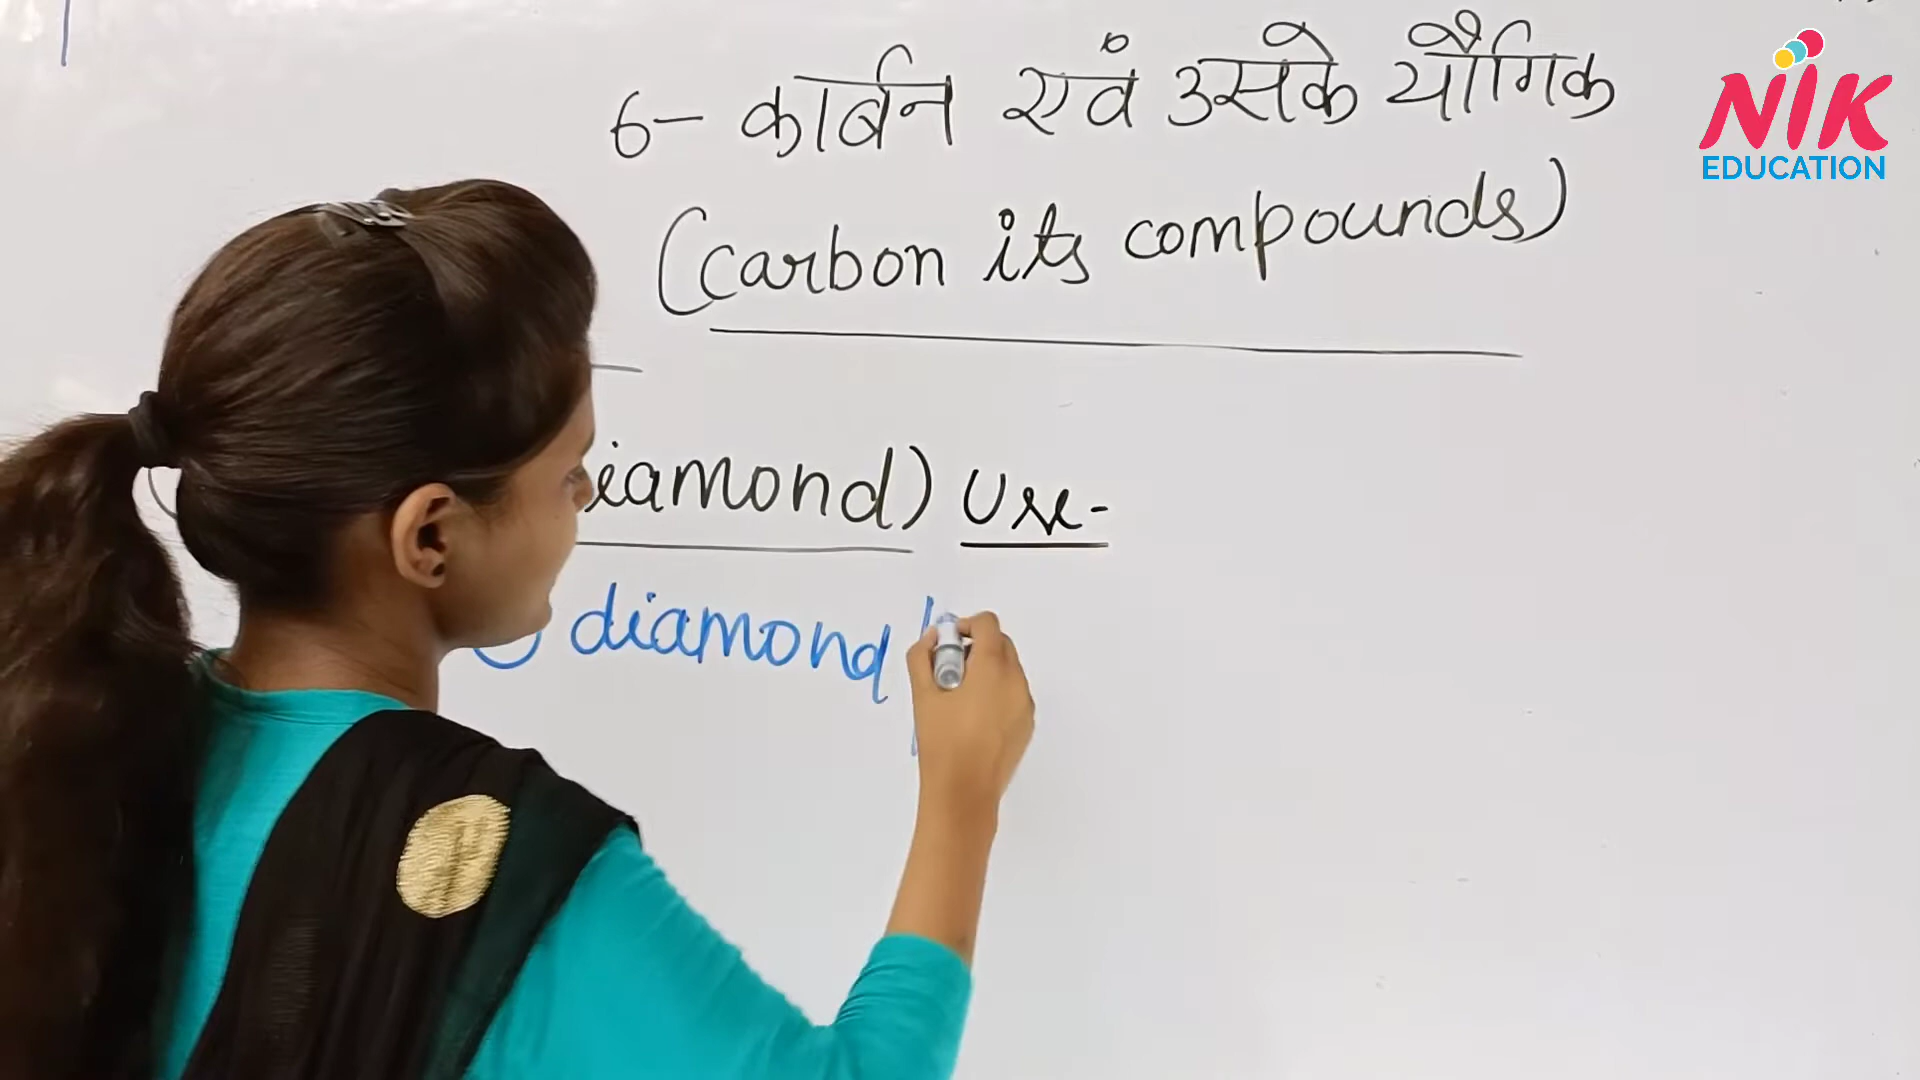 6- कार्बन एवं उसके यौगिक
(carbon its compounds)
NIK
EDUCATION
iamond) Use-
diamond